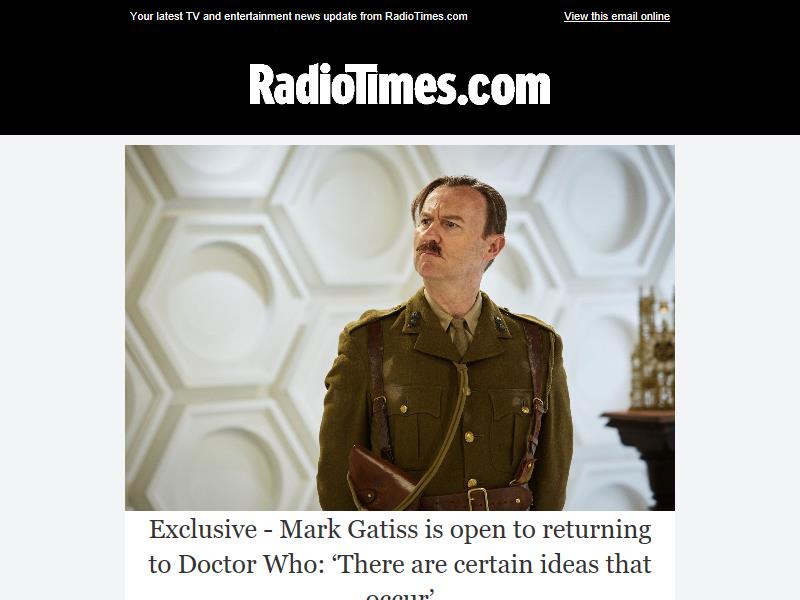 Your latest TV and entertainment news update from RadioTimes.com
View this email online
RadioTimes.com
Exclusive - Mark Gatiss is open to returning
to Doctor Who: ‘There are certain ideas that
occur’